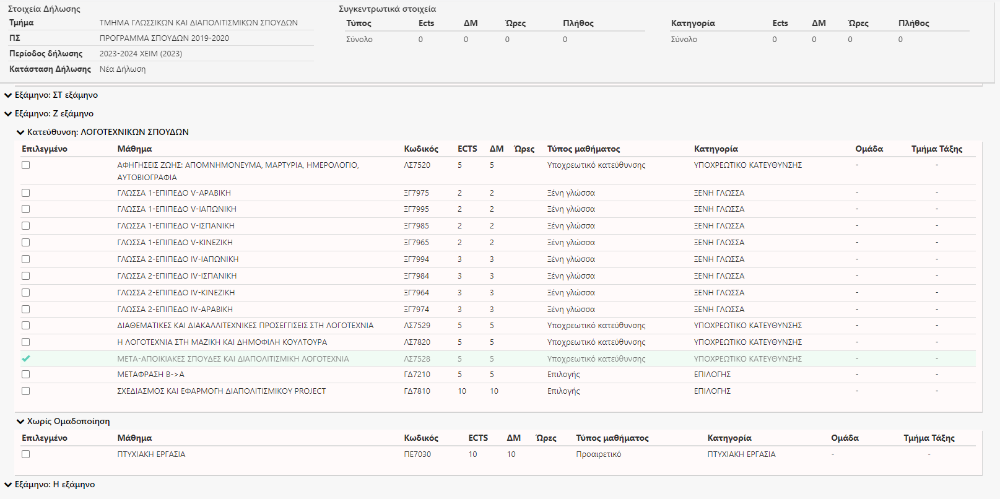 Στοιχεία Δήλωσης
Τμήμα ΤΜΗΜΑ ΓΛΩΣΣΙΚΩΝ ΚΑΙ ΔΙΑΠΟΛΙΤΙΣΜΙΚΩΝ ΣΠΟΥΔΩΝ
ΠΣ ΠΡΟΓΡΑΜΜΑ ΣΠΟΥΔΩΝ 2019-2020
Περίοδος δήλωσης 2023-2024 ΧΕΙΜ (2023)
Κατάσταση Δήλωσης Νέα Δήλωση
Συγκεντρωτικά στοιχεία
Τύπος Ects ΔΜ Ώρες Πλήθος
Σύνολο 0 0 0 0
Κατηγορία Ects ΔΜ Ώρες Πλήθος
Σύνολο 0 0 0 0
Εξάμηνο: ΣΤ εξάμηνο
Εξάμηνο: Ζ εξάμηνο
Κατεύθυνση: ΛΟΓΟΤΕΧΝΙΚΩΝ ΣΠΟΥΔΩΝ
Επιλεγμένο Μάθημα Κωδικός ECTS ΔΜ Ώρες Τύπος μαθήματος Κατηγορία Ομάδα Τμήμα Τάξης
ΑΦΗΓΗΣΕΙΣ ΖΩΗΣ: ΑΠΟΜΝΗΜΟΝΕΥΜΑ, ΜΑΡΤΥΡΙΑ, ΗΜΕΡΟΛΟΓΙΟ, ΛΣ7520 5 5 Υποχρεωτικό κατεύθυνσης ΥΠΟΧΡΕΩΤΙΚΟ ΚΑΤΕΥΘΥΝΣΗΣ - -
ΑΥΤΟΒΙΟΓΡΑΦΙΑ
ΓΛΩΣΣΑ 1-ΕΠΙΠΕΔΟ V-ΑΡΑΒΙΚΗ ΞΓ7975 2 2 Ξένη γλώσσα ΞΕΝΗ ΓΛΩΣΣΑ - -
ΓΛΩΣΣΑ 1-ΕΠΙΠΕΔΟ V-ΙΑΠΩΝΙΚΗ ΞΓ7995 2 2 Ξένη γλώσσα ΞΕΝΗ ΓΛΩΣΣΑ - -
ΓΛΩΣΣΑ 1-ΕΠΙΠΕΔΟ V-ΙΣΠΑΝΙΚΗ ΞΓ7985 2 2 Ξένη γλώσσα ΞΕΝΗ ΓΛΩΣΣΑ - -
ΓΛΩΣΣΑ 1-ΕΠΙΠΕΔΟ V-ΚΙΝΕΖΙΚΗ ΞΓ7965 2 2 Ξένη γλώσσα ΞΕΝΗ ΓΛΩΣΣΑ - -
ΓΛΩΣΣΑ 2-ΕΠΙΠΕΔΟ IV-ΙΑΠΩΝΙΚΗ ΞΓ7994 3 3 Ξένη γλώσσα ΞΕΝΗ ΓΛΩΣΣΑ - -
ΓΛΩΣΣΑ 2-ΕΠΙΠΕΔΟ IV-ΙΣΠΑΝΙΚΗ ΞΓ7984 3 3 Ξένη γλώσσα ΞΕΝΗ ΓΛΩΣΣΑ - -
ΓΛΩΣΣΑ 2-ΕΠΙΠΕΔΟ IV-ΚΙΝΕΖΙΚΗ ΞΓ7964 3 3 Ξένη γλώσσα ΞΕΝΗ ΓΛΩΣΣΑ - -
ΓΛΩΣΣΑ 2-ΕΠΙΠΕΔΟ IV-ΑΡΑΒΙΚΗ ΞΓ7974 3 3 Ξένη γλώσσα ΞΕΝΗ ΓΛΩΣΣΑ - -
ΔΙΑΘΕΜΑΤΙΚΕΣ ΚΑΙ ΔΙΑΚΑΛΛΙΤΕΧΝΙΚΕΣ ΠΡΟΣΕΓΓΙΣΕΙΣ ΣΤΗ ΛΟΓΟΤΕΧΝΙΑ ΛΣ7529 5 5 Υποχρεωτικό κατεύθυνσης ΥΠΟΧΡΕΩΤΙΚΟ ΚΑΤΕΥΘΥΝΣΗΣ - -
Η ΛΟΓΟΤΕΧΝΙΑ ΣΤΗ ΜΑΖΙΚΗ ΚΑΙ ΔΗΜΟΦΙΛΗ ΚΟΥΛΤΟΥΡΑ ΛΣ7820 5 5 Υποχρεωτικό κατεύθυνσης ΥΠΟΧΡΕΩΤΙΚΟ ΚΑΤΕΥΘΥΝΣΗΣ - -
ΜΕΤΑ-ΑΠΟΙΚΙΑΚΕΣ ΣΠΟΥΔΕΣ ΚΑΙ ΔΙΑΠΟΛΙΤΙΣΜΙΚΗ ΛΟΓΟΤΕΧΝΙΑ ΛΣ7528 5 5 Υποχρεωτικό κατεύθυνσης ΥΠΟΧΡΕΩΤΙΚΟ ΚΑΤΕΥΘΥΝΣΗΣ - -
ΜΕΤΑΦΡΑΣΗ Β->Α ΓΔ7210 5 5 Επιλογής ΕΠΙΛΟΓΗΣ - -
ΣΧΕΔΙΑΣΜΟΣ ΚΑΙ ΕΦΑΡΜΟΓΗ ΔΙΑΠΟΛΙΤΙΣΜΙΚΟΥ PROJECT ΓΔ7810 10 10 Επιλογής ΕΠΙΛΟΓΗΣ - -
Χωρίς Ομαδοποίηση
Επιλεγμένο Μάθημα Κωδικός ECTS ΔΜ Ώρες Τύπος μαθήματος Κατηγορία Ομάδα Τμήμα Τάξης
ΠΤΥΧΙΑΚΗ ΕΡΓΑΣΙΑ ΠΕ7030 10 10 Προαιρετικό ΠΤΥΧΙΑΚΗ ΕΡΓΑΣΙΑ - -
Εξάμηνο: Η εξάμηνο